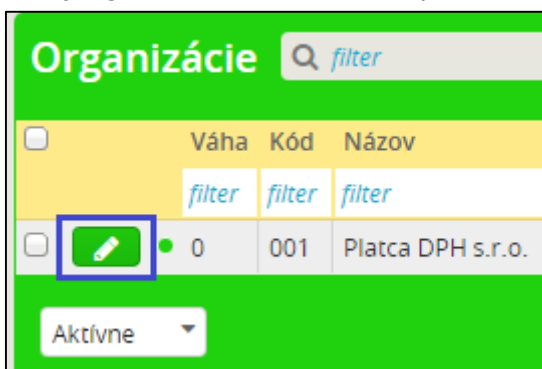 Organizácie filter
Váha Kód Názov
filter filter filter
0 001 Platca DPH s.r.o.
Aktívne